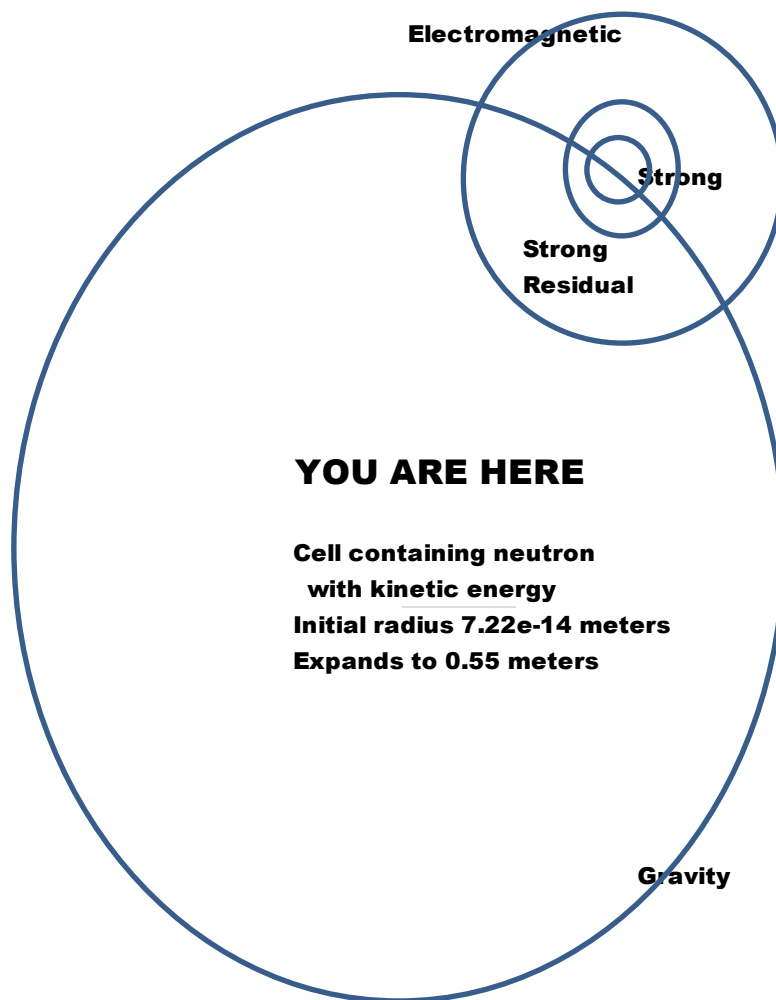 Electromagnetic
Strong
Strong
Residual
YOU ARE HERE
Cell containing neutron
with kinetic energy
Initial radius 7.22e-14 meters
Expands to 0.55 meters
Gravity